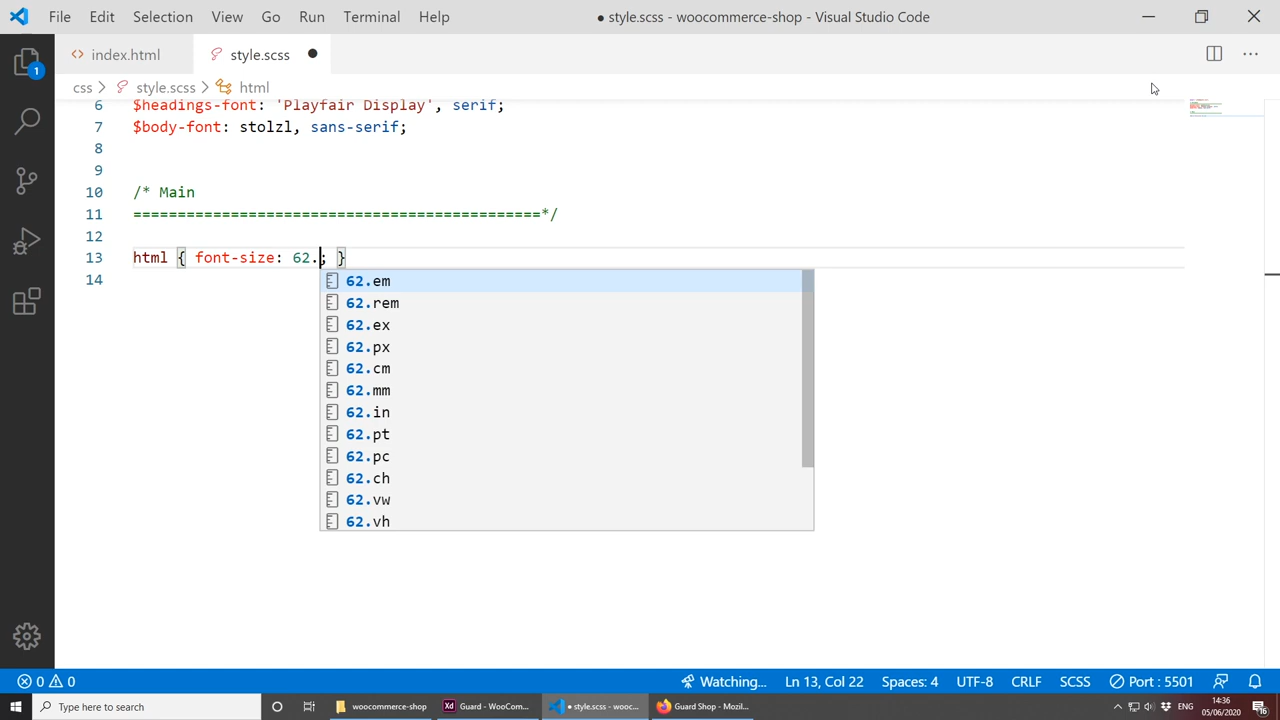 File Edit Selection View Go Run Terminal Help ● style.scss - woocommerce-shop - Visual Studio Code
1
<> index.html style.scss ●
css > style.scss > html
6 $headings-font: 'Playfair Display', serif;
7 $body-font: stolzl, sans-serif;
8
9
10 /* Main
11 ==============================================*/
12
13 html { font-size: 62.; }
14
62.em
62.rem
62.ex
62.px
62.cm
62.mm
62.in
62.pt
62.pc
62.ch
62.vw
62.vh
0 0 Watching... Ln 13, Col 22 Spaces: 4 UTF-8 CRLF SCSS Port : 5501
Type here to search woocommerce-shop Guard - WooCom... ● style.scss - wooc... Guard Shop - Mozil... ENG 14:36
05/06/2020 16